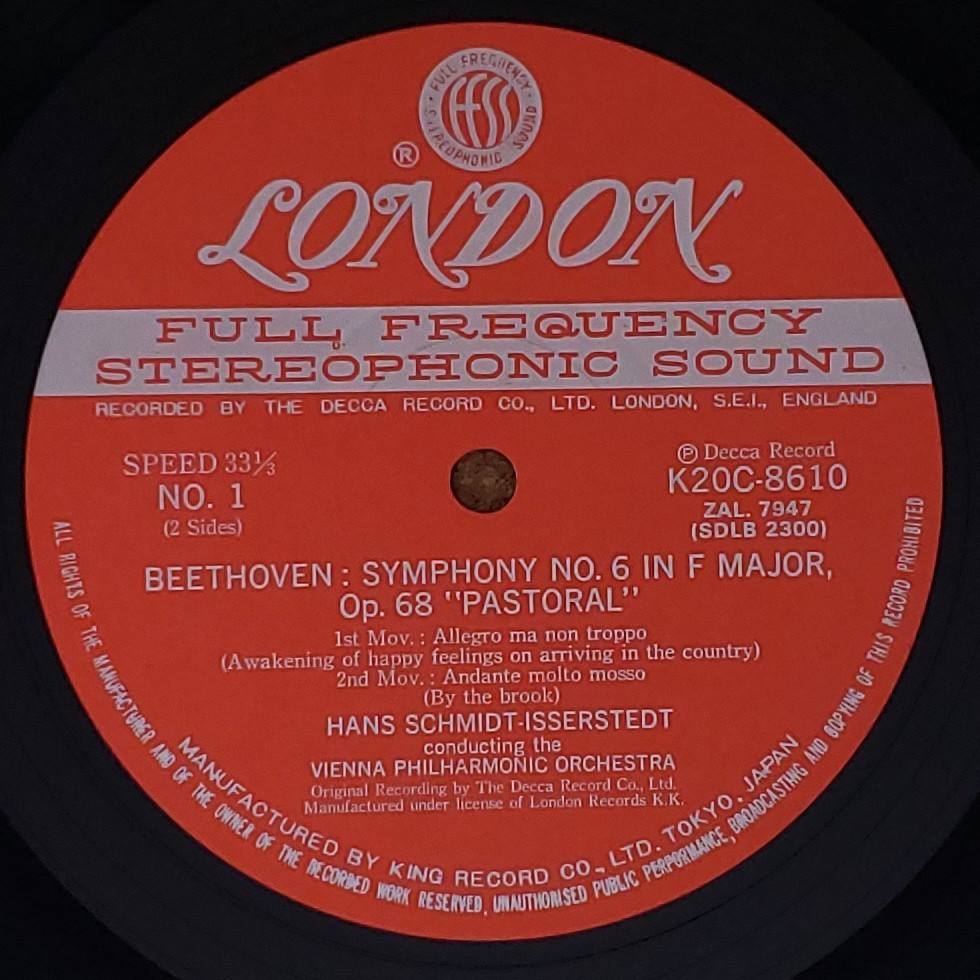 FULL FREQUENCY
STEREOPHONIC SOUND
FFSS
®
LONDON
FULL FREQUENCY
STEREOPHONIC SOUND
RECORDED BY THE DECCA RECORD CO., LTD. LONDON, S.E.I., ENGLAND
SPEED 33⅓
NO. 1
(2 Sides)
℗ Decca Record
K20C-8610
ZAL. 7947
(SDLB 2300)
BEETHOVEN : SYMPHONY NO. 6 IN F MAJOR,
Op. 68 "PASTORAL"
1st Mov. : Allegro ma non troppo
(Awakening of happy feelings on arriving in the country)
2nd Mov. : Andante molto mosso
(By the brook)
HANS SCHMIDT-ISSERSTEDT
conducting the
VIENNA PHILHARMONIC ORCHESTRA
Original Recording by The Decca Record Co., Ltd.
Manufactured under license of London Records K.K.
MANUFACTURED BY KING RECORD CO., LTD. TOKYO, JAPAN
ALL RIGHTS OF THE MANUFACTURER AND OF THE OWNER OF THE RECORDED WORK RESERVED. UNAUTHORISED PUBLIC PERFORMANCE, BROADCASTING AND COPYING OF THIS RECORD PROHIBITED